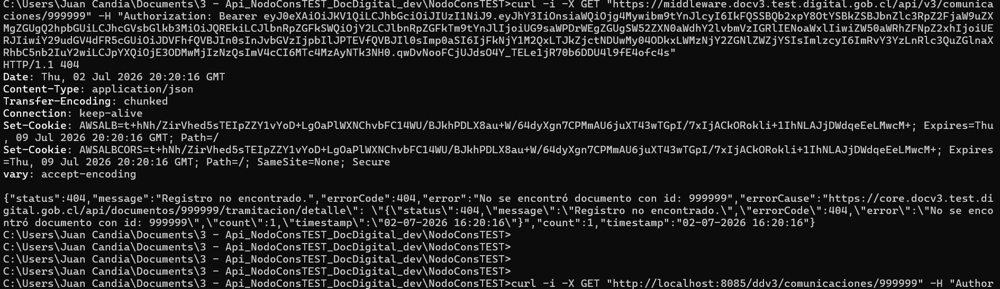 C:\Users\Juan Candia\Documents\3 - Api_NodoConsTEST_DocDigital_dev\NodoConsTEST>curl -i -X GET "https://middleware.docv3.test.digital.gob.cl/api/v3/comunica
ciones/999999" -H "Authorization: Bearer eyJ0eXAiOiJKV1QiLCJhbGciOiJIUzI1NiJ9.eyJhY3IiOnsiaWQiOjg4Mywibm9tYnJlcyI6IkFQSSBQb2xpY8OtYSBkZSBJbnZlc3RpZ2FjaW9uZX
MgZGUgQ2hpbGUiLCJhcGVsbGlkb3MiOiJQREkiLCJlbnRpZGFkSWQiOjY2LCJlbnRpZGFkTm9tYnJlIjoiUG9saWPDrWEgZGUgSW52ZXN0aWdhY2lvbmVzIGRlIENoaWxlIiwiZW50aWRhZFNpZ2xhIjoiUE
RJIiwiY29udGV4dFR5cGUiOiJDVFhfQVBJIn0sInJvbGVzIjpbIlJPTEVfQVBJIl0sImp0aSI6IjFkNjY1M2QxLTJkZjctNDUwMy04ODkxLWMzNjY2ZGNlZWZjYSIsImlzcyI6ImRvY3YzLnRlc3QuZGlnaX
RhbC5nb2IuY2wiLCJpYXQiOjE3ODMwMjIzNzQsImV4cCI6MTc4MzAyNTk3NH0.qwDvNooFCjUJdsO4Y_TELe1jR70b6DDU4l9fE4ofc4s"
HTTP/1.1 404
Date: Thu, 02 Jul 2026 20:20:16 GMT
Content-Type: application/json
Transfer-Encoding: chunked
Connection: keep-alive
Set-Cookie: AWSALB=t+hNh/ZirVhed5sTEIpZZY1vYoD+LgOaPlWXNChvbFC14WU/BJkhPDLX8au+W/64dyXgn7CPMmAU6juXT43wTGpI/7xIjACkORokli+1IhNLAJjDWdqeEeLMwcM+; Expires=Thu
, 09 Jul 2026 20:20:16 GMT; Path=/
Set-Cookie: AWSALBCORS=t+hNh/ZirVhed5sTEIpZZY1vYoD+LgOaPlWXNChvbFC14WU/BJkhPDLX8au+W/64dyXgn7CPMmAU6juXT43wTGpI/7xIjACkORokli+1IhNLAJjDWdqeEeLMwcM+; Expires
=Thu, 09 Jul 2026 20:20:16 GMT; Path=/; SameSite=None; Secure
vary: accept-encoding

{"status":404,"message":"Registro no encontrado.","errorCode":404,"error":"No se encontró documento con id: 999999","errorCause":"https://core.docv3.test.di
gital.gob.cl/api/documentos/999999/tramitacion/detalle\": \"{\"status\":404,\"message\":\"Registro no encontrado.\",\"errorCode\":404,\"error\":\"No se enco
ntró documento con id: 999999\",\"count\":1,\"timestamp\":\"02-07-2026 16:20:16\"}","count":1,"timestamp":"02-07-2026 16:20:16"}
C:\Users\Juan Candia\Documents\3 - Api_NodoConsTEST_DocDigital_dev\NodoConsTEST>
C:\Users\Juan Candia\Documents\3 - Api_NodoConsTEST_DocDigital_dev\NodoConsTEST>
C:\Users\Juan Candia\Documents\3 - Api_NodoConsTEST_DocDigital_dev\NodoConsTEST>
C:\Users\Juan Candia\Documents\3 - Api_NodoConsTEST_DocDigital_dev\NodoConsTEST>
C:\Users\Juan Candia\Documents\3 - Api_NodoConsTEST_DocDigital_dev\NodoConsTEST>curl -i -X GET "http://localhost:8085/ddv3/comunicaciones/999999" -H "Author